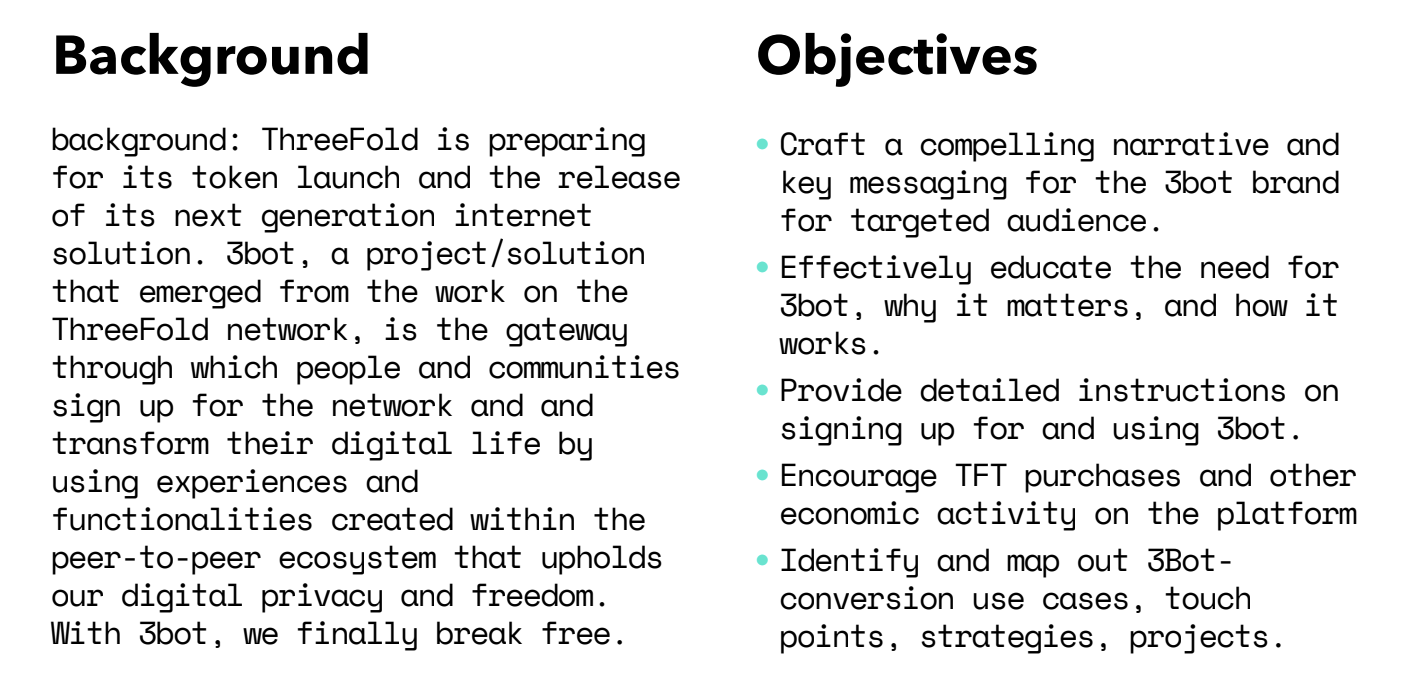 Background
background: ThreeFold is preparing
for its token launch and the release
of its next generation internet
solution. 3bot, a project/solution
that emerged from the work on the
ThreeFold network, is the gateway
through which people and communities
sign up for the network and and
transform their digital life by
using experiences and
functionalities created within the
peer-to-peer ecosystem that upholds
our digital privacy and freedom.
With 3bot, we finally break free.
Objectives
• Craft a compelling narrative and
key messaging for the 3bot brand
for targeted audience.
• Effectively educate the need for
3bot, why it matters, and how it
works.
• Provide detailed instructions on
signing up for and using 3bot.
• Encourage TFT purchases and other
economic activity on the platform
• Identify and map out 3Bot-
conversion use cases, touch
points, strategies, projects.